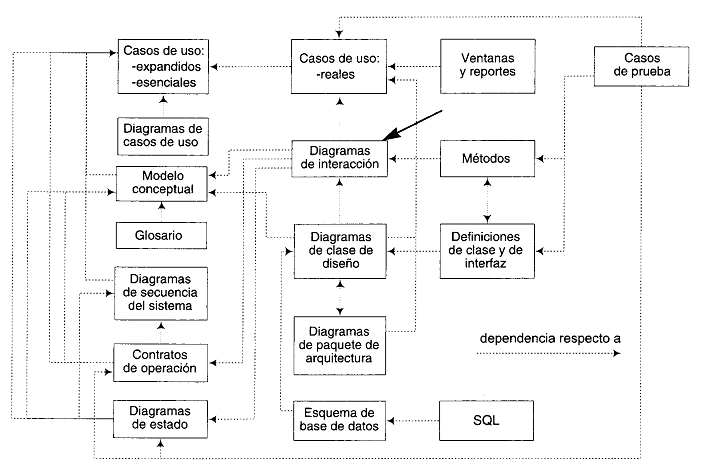 Casos de uso:
-expandidos
-esenciales
Casos de uso:
-reales
Ventanas
y reportes
Casos
de prueba
Diagramas de
casos de uso
Diagramas
de interacción
Métodos
Modelo
conceptual
Glosario
Diagramas
de clase de
diseño
Definiciones
de clase y de
interfaz
Diagramas
de secuencia
del sistema
Diagramas
de paquete de
arquitectura
dependencia respecto a
Contratos
de operación
Diagramas
de estado
Esquema de
base de datos
SQL